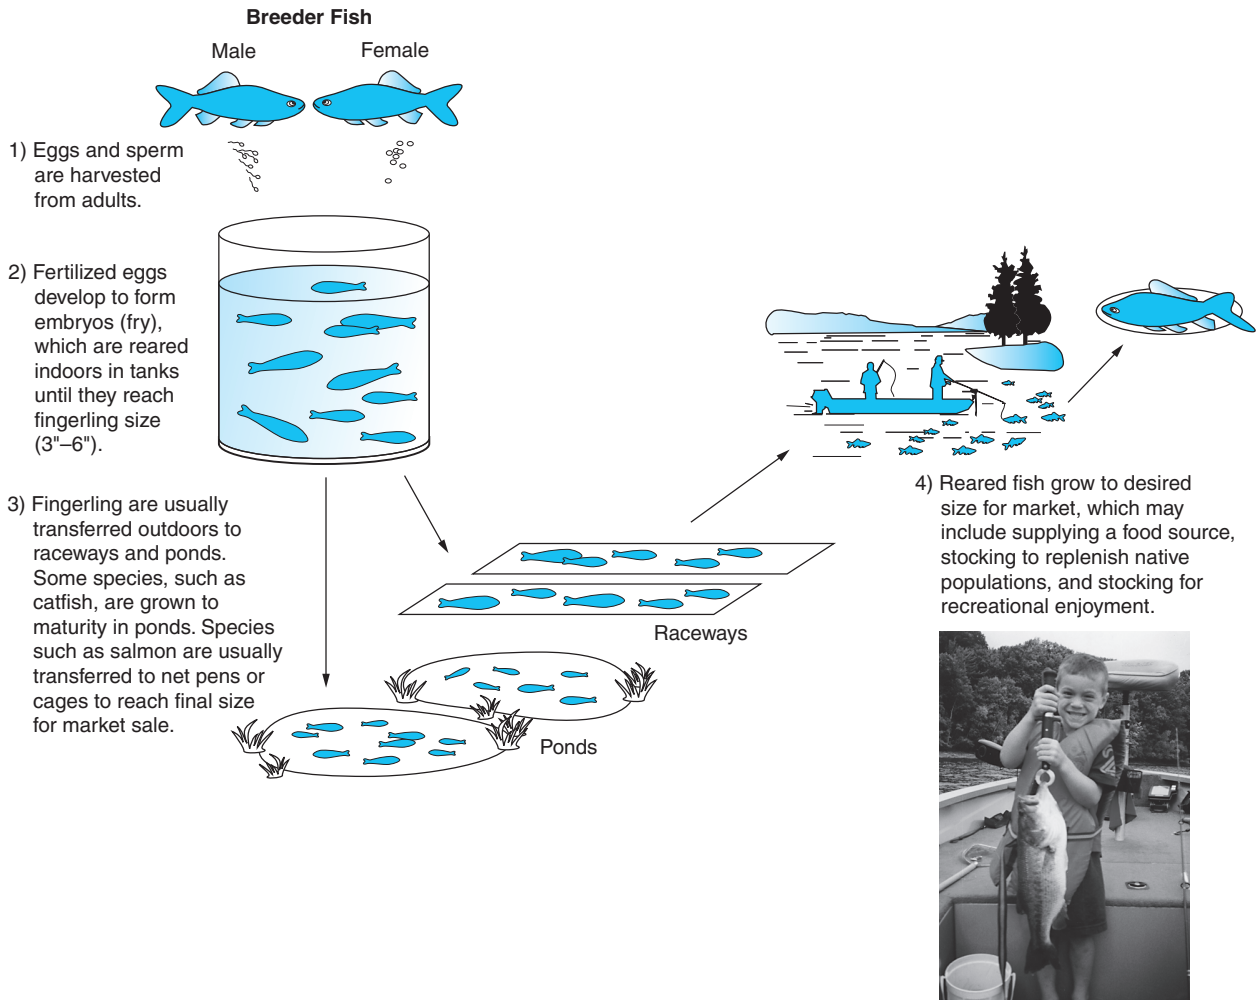 Breeder Fish
Male
Female
1) Eggs and sperm
are harvested
from adults.
2) Fertilized eggs
develop to form
embryos (fry),
which are reared
indoors in tanks
until they reach
fingerling size
(3"–6").
3) Fingerling are usually
transferred outdoors to
raceways and ponds.
Some species, such as
catfish, are grown to
maturity in ponds. Species
such as salmon are usually
transferred to net pens or
cages to reach final size
for market sale.
Raceways
Ponds
4) Reared fish grow to desired
size for market, which may
include supplying a food source,
stocking to replenish native
populations, and stocking for
recreational enjoyment.